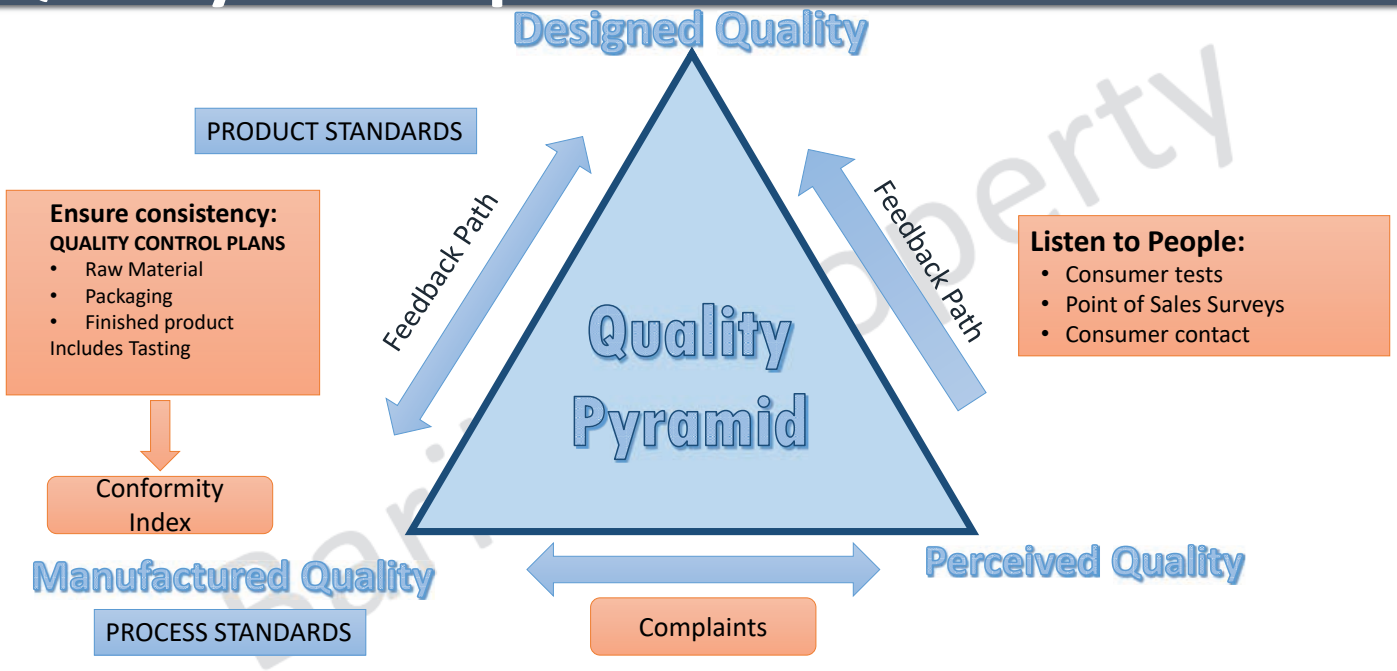 Designed Quality
PRODUCT STANDARDS
Ensure consistency:
QUALITY CONTROL PLANS
• Raw Material
• Packaging
• Finished product
Includes Tasting
Feedback Path
Feedback Path
Listen to People:
• Consumer tests
• Point of Sales Surveys
• Consumer contact
Quality
Pyramid
Conformity
Index
Manufactured Quality
Perceived Quality
PROCESS STANDARDS
Complaints